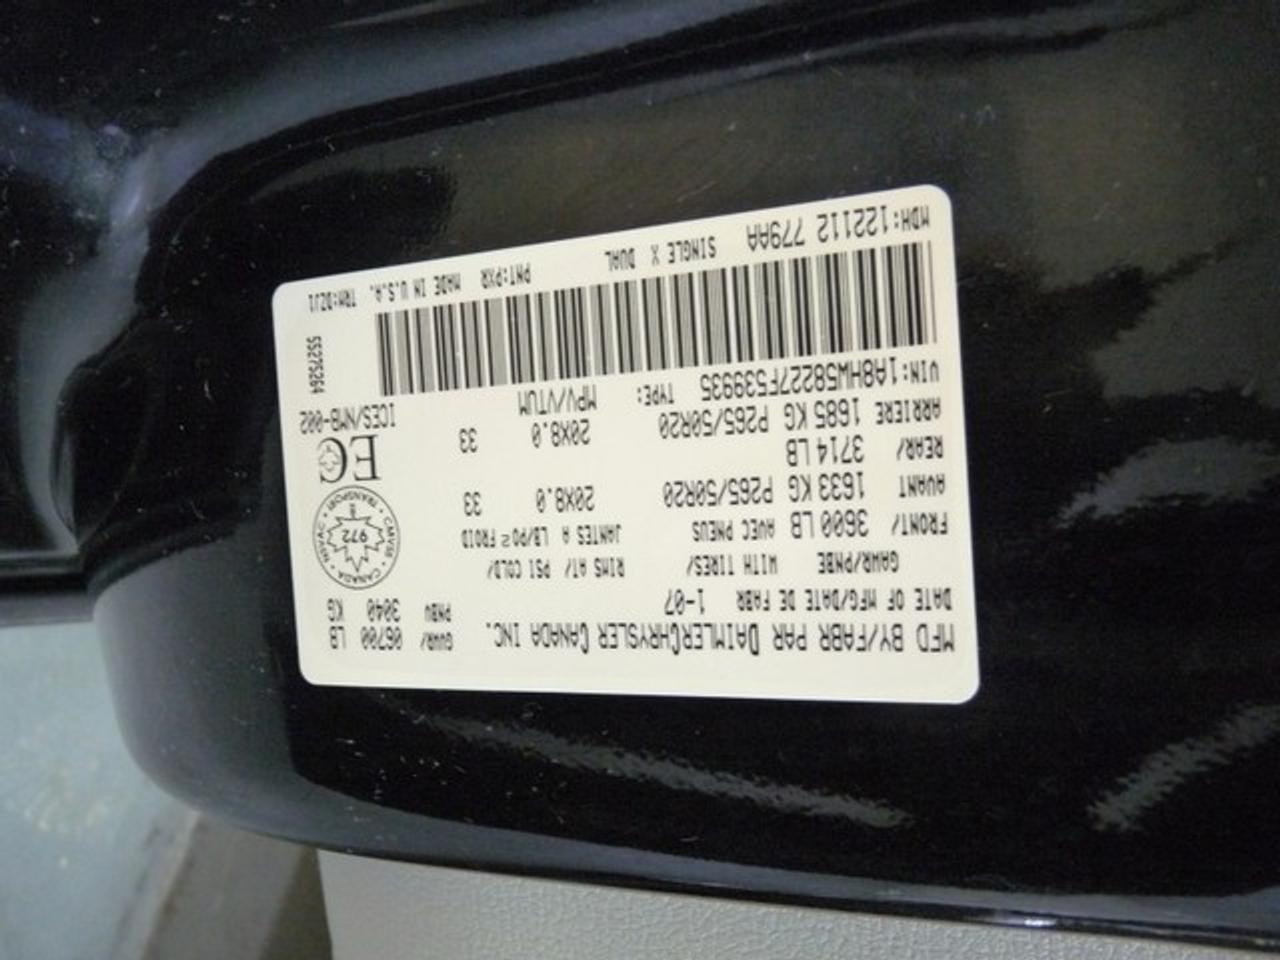 MFD BY/FABR PAR DAIMLERCHRYSLER CANADA INC. GVWR/ 06700 LB
DATE OF MFG/DATE DE FABR 1-07 PNBV 3040 KG
GAWR/PNBE WITH TIRES/ RIMS AT/ PSI COLD/
FRONT/ 3600 LB AVEC PNEUS JANTES A LB/PO² FROID
AVANT 1633 KG P265/50R20 20X8.0 33
REAR/ 3714 LB
ARRIERE 1685 KG P265/50R20 20X8.0 33
VIN: 1A8HW58227F539935 TYPE: MPV/VTUM ICES/NMB-002
MDH: 122112 779AA SINGLE X DUAL PNT:PXR MADE IN U.S.A. TRM:DZJ1
CANADA
TRANSPORT
NSVAC
CMVSS
972
EC
55275264